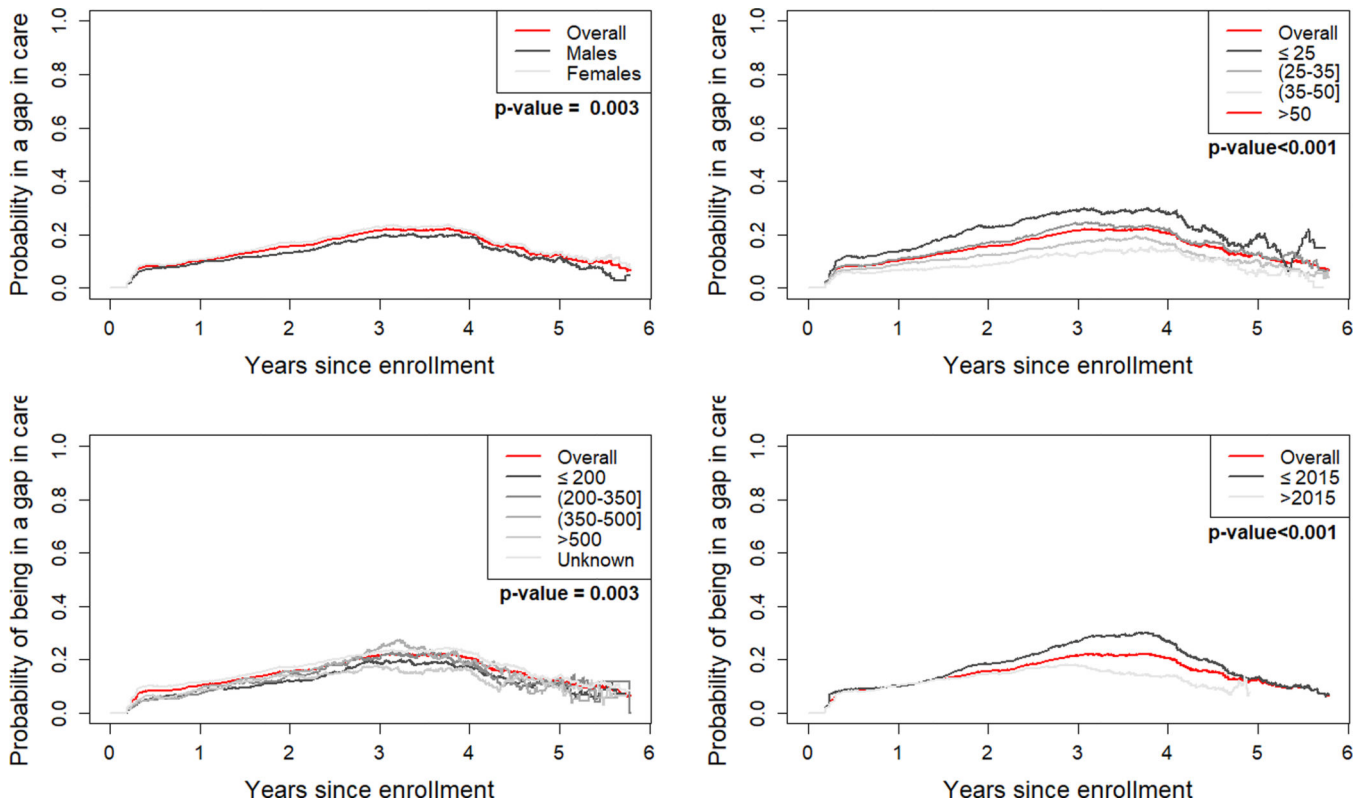 Probability in a gap in care
1.0
0.8
0.6
0.4
0.2
0.0
Overall
Males
Females
p-value = 0.003
0 1 2 3 4 5 6
Years since enrollment
Probability in a gap in care
1.0
0.8
0.6
0.4
0.2
0.0
Overall
≤ 25
(25-35]
(35-50]
>50
p-value<0.001
0 1 2 3 4 5 6
Years since enrollment
Probability of being in a gap in care
1.0
0.8
0.6
0.4
0.2
0.0
Overall
≤ 200
(200-350]
(350-500]
>500
Unknown
p-value = 0.003
0 1 2 3 4 5 6
Years since enrollment
Probability of being in a gap in care
1.0
0.8
0.6
0.4
0.2
0.0
Overall
≤ 2015
>2015
p-value<0.001
0 1 2 3 4 5 6
Years since enrollment